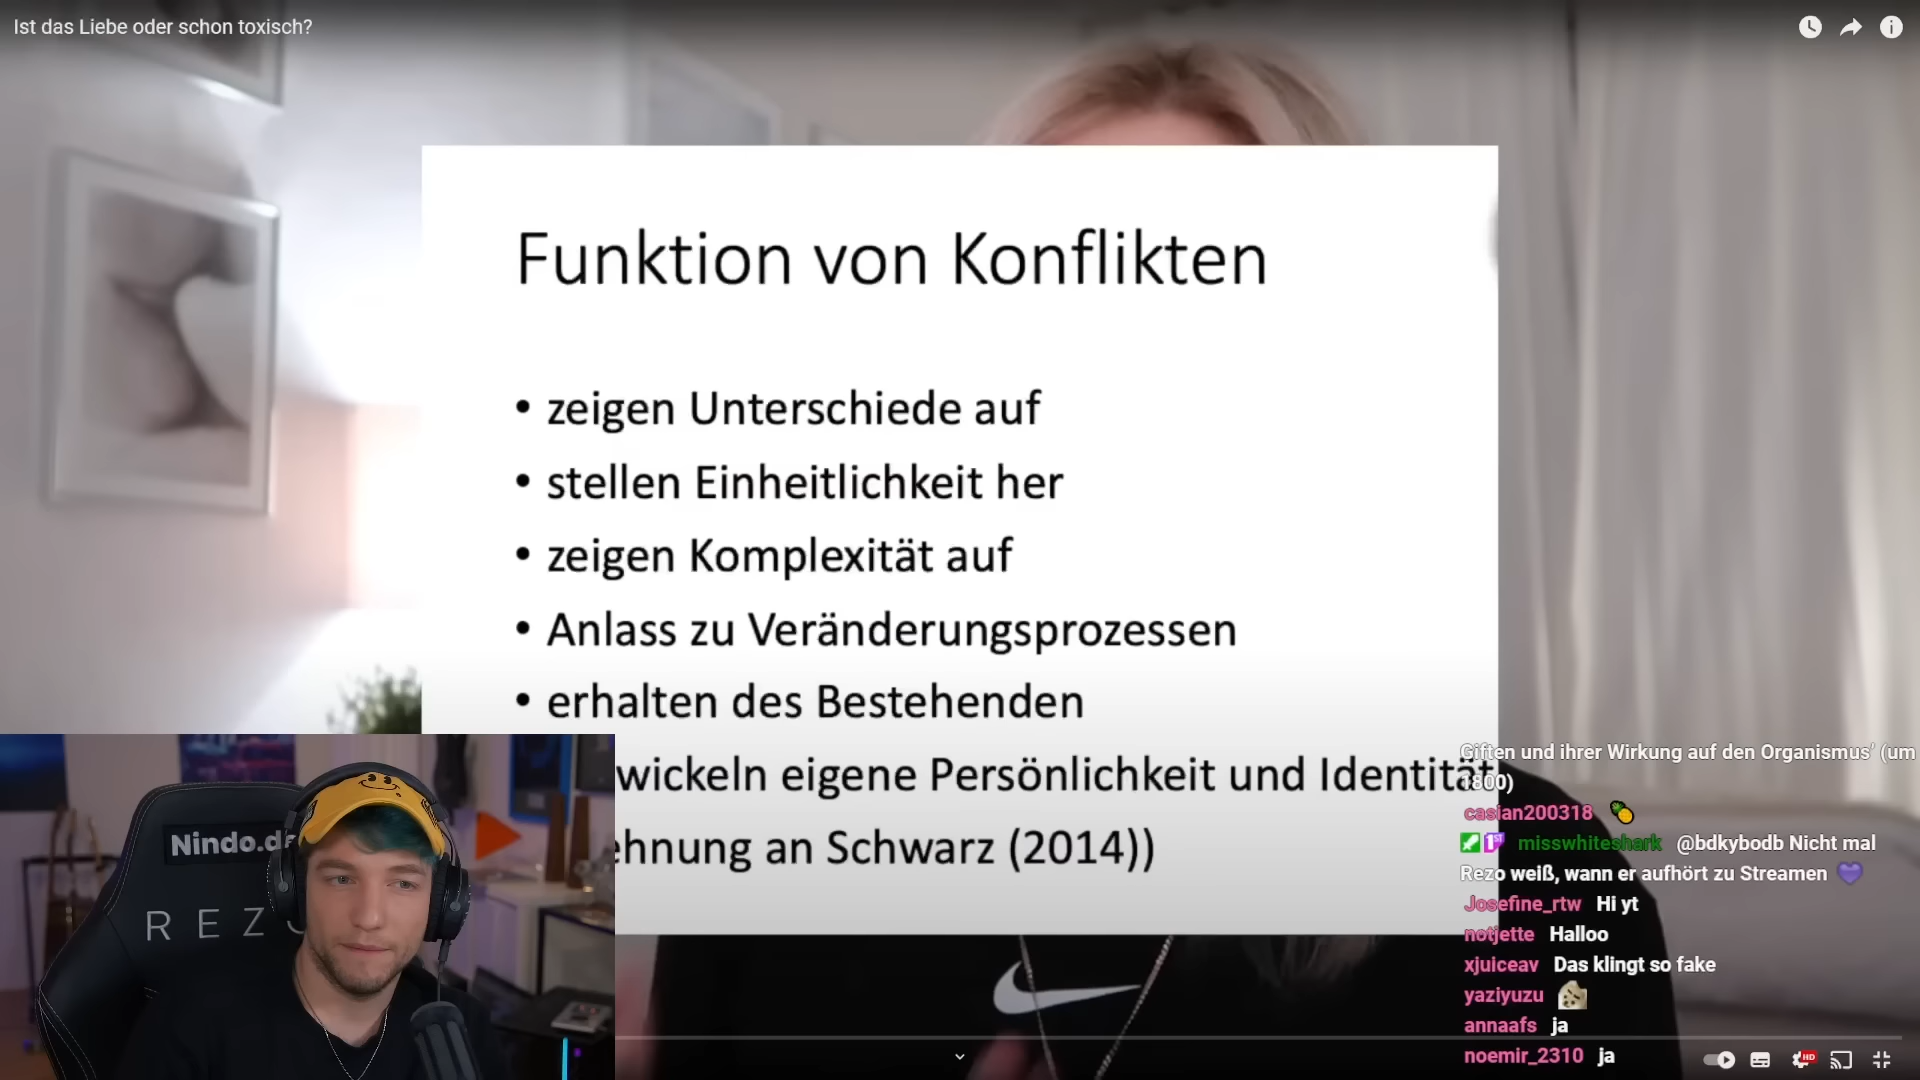 Ist das Liebe oder schon toxisch?
Funktion von Konflikten
• zeigen Unterschiede auf
• stellen Einheitlichkeit her
• zeigen Komplexität auf
• Anlass zu Veränderungsprozessen
• erhalten des Bestehenden
wickeln eigene Persönlichkeit und Identität
ehnung an Schwarz (2014))
Nindo.de
REZO
Giften und ihrer Wirkung auf den Organismus' (um
1800)
casian200318
misswhiteshark @bdkybodb Nicht mal
Rezo weiß, wann er aufhört zu Streamen
Josefine_rtw Hi yt
notjette Halloo
xjuiceav Das klingt so fake
yaziyuzu
annaafs ja
noemir_2310 ja
HD